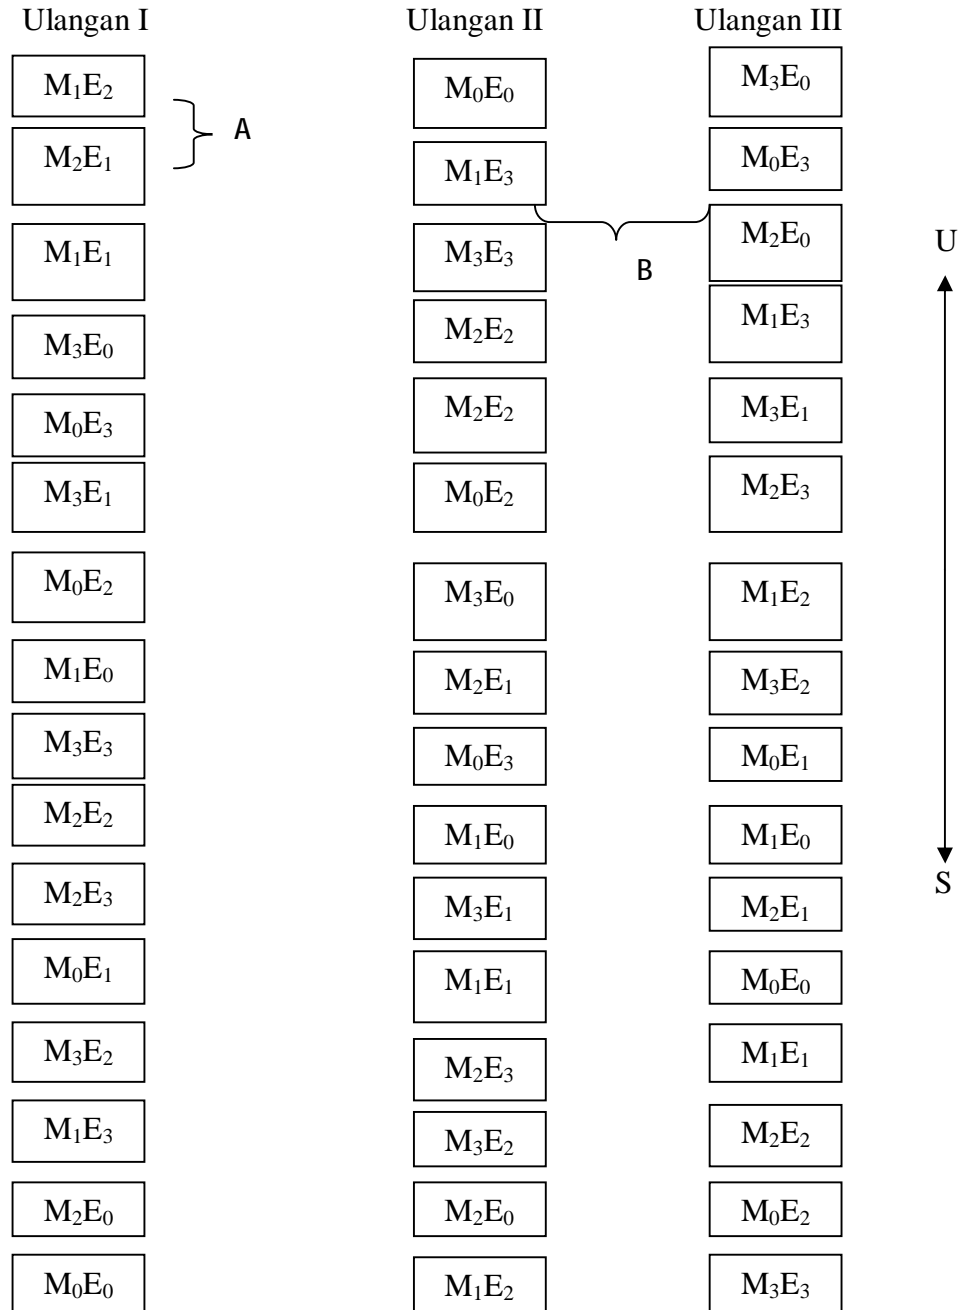 Ulangan I Ulangan II Ulangan III
M₁E₂
M₂E₁
M₁E₁
M₃E₀
M₀E₃
M₃E₁
M₀E₂
M₁E₀
M₃E₃
M₂E₂
M₂E₃
M₀E₁
M₃E₂
M₁E₃
M₂E₀
M₀E₀
A
M₀E₀
M₁E₃
M₃E₃
M₂E₂
M₂E₂
M₀E₂
M₃E₀
M₂E₁
M₀E₃
M₁E₀
M₃E₁
M₁E₁
M₂E₃
M₃E₂
M₂E₀
M₁E₂
B
M₃E₀
M₀E₃
M₂E₀
M₁E₃
M₃E₁
M₂E₃
M₁E₂
M₃E₂
M₀E₁
M₁E₀
M₂E₁
M₀E₀
M₁E₁
M₂E₂
M₀E₂
M₃E₃
U
S